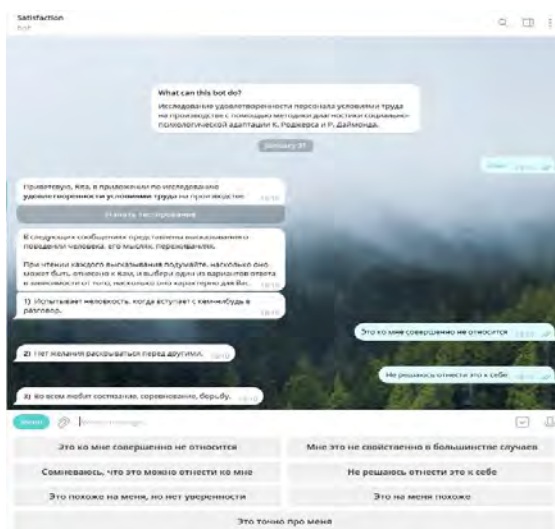 Satisfaction
bot
What can this bot do?
Исследование удовлетворенности персонала условиями труда
на производстве с помощью методики диагностики социально-
психологической адаптации К. Роджерса и Р. Даймонда.
January 31
Приветствую, Rita, в приложении по исследованию
удовлетворенности условиями труда на производстве.
Начать тестирование
В следующих сообщениях представлены высказывания о
поведении человека, его мыслях, переживаниях.
При чтении каждого высказывания подумайте, насколько оно
может быть отнесено к Вам, и выбери один из вариантов ответа
в зависимости от того, насколько оно характерно для Вас.
1) Испытывает неловкость, когда вступает с кем-нибудь в
разговор.
Это ко мне совершенно не относится
2) Нет желания раскрываться перед другими.
Не решаюсь отнести это к себе
3) Во всем любит состязание, соревнование, борьбу.
Это ко мне совершенно не относится
Мне это не свойственно в большинстве случаев
Сомневаюсь, что это можно отнести ко мне
Не решаюсь отнести это к себе
Это похоже на меня, но нет уверенности
Это на меня похоже
Это точно про меня